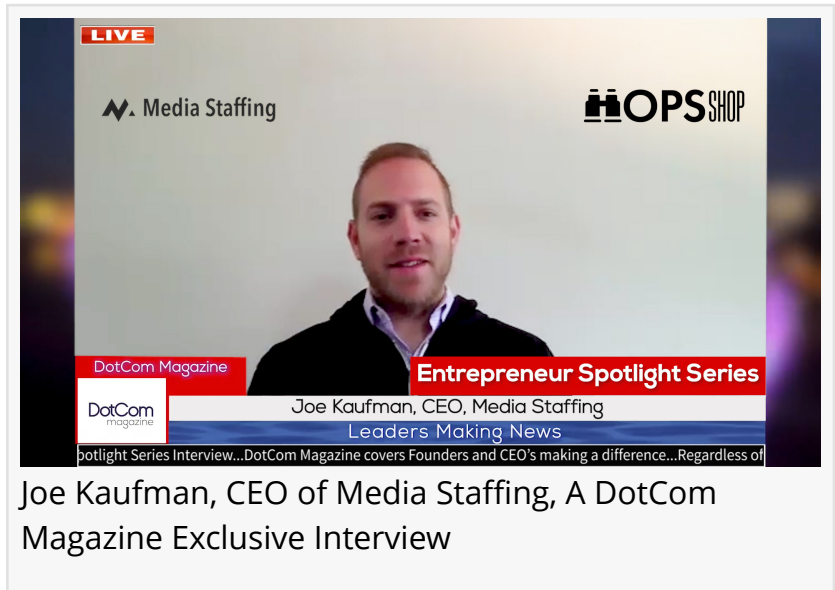 LIVE
Media Staffing
HOPS SHOP
DotCom Magazine
Entrepreneur Spotlight Series
DotCom
magazine
Joe Kaufman, CEO, Media Staffing
Leaders Making News
potlight Series Interview...DotCom Magazine covers Founders and CEO's making a difference...Regardless of
Joe Kaufman, CEO of Media Staffing, A DotCom
Magazine Exclusive Interview